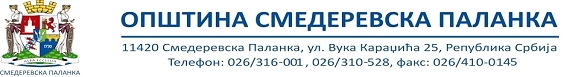 ОПШТИНА СМЕДЕРЕВСКА ПАЛАНКА
11420 Смедеревска Паланка, ул. Вука Караџића 25, Република Србија
Телефон: 026/316-001 , 026/310-528, факс: 026/410-0145
СМЕДЕРЕВСКА ПАЛАНКА